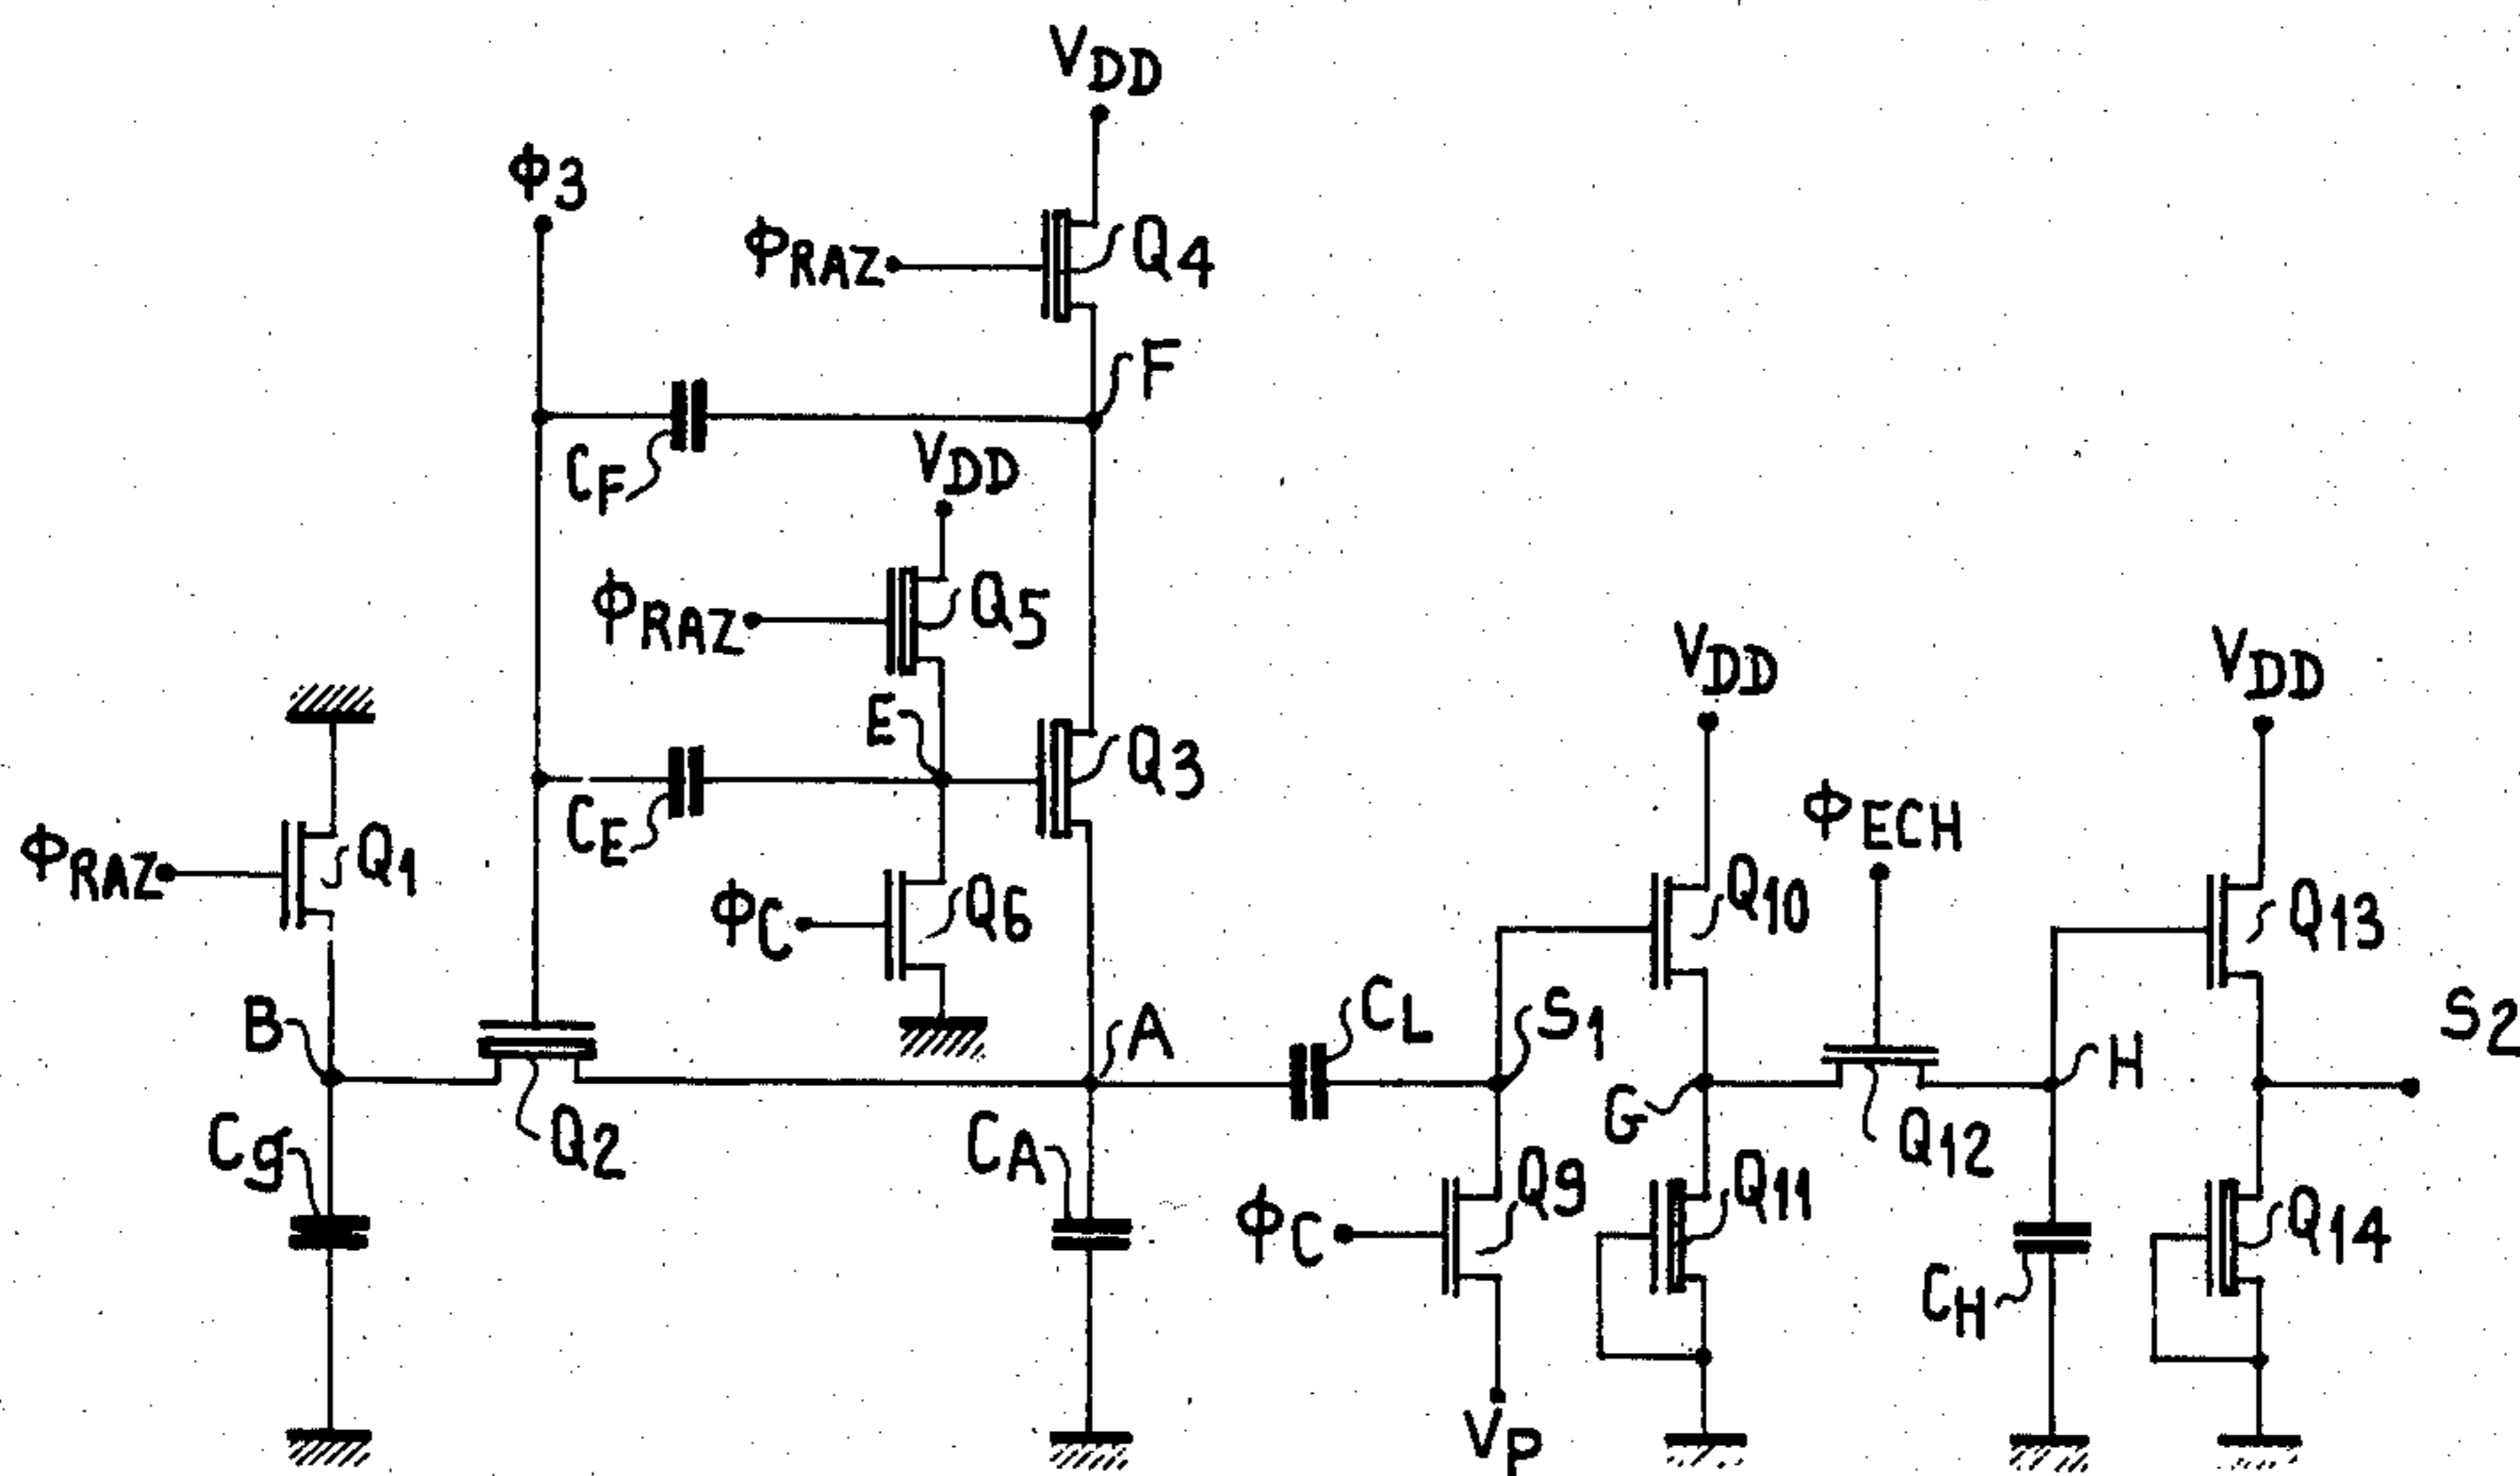 VDD
Φ3
ΦRAZ
Q4
F
CF
VDD
ΦRAZ
Q5
E
Q3
CE
ΦRAZ
Q1
ΦC
Q6
VDD
VDD
ΦECH
Q10
Q13
B
A
CL
S1
H
S2
Cg
Q2
CA
G
Q12
ΦC
Q9
Q11
CH
Q14
VP